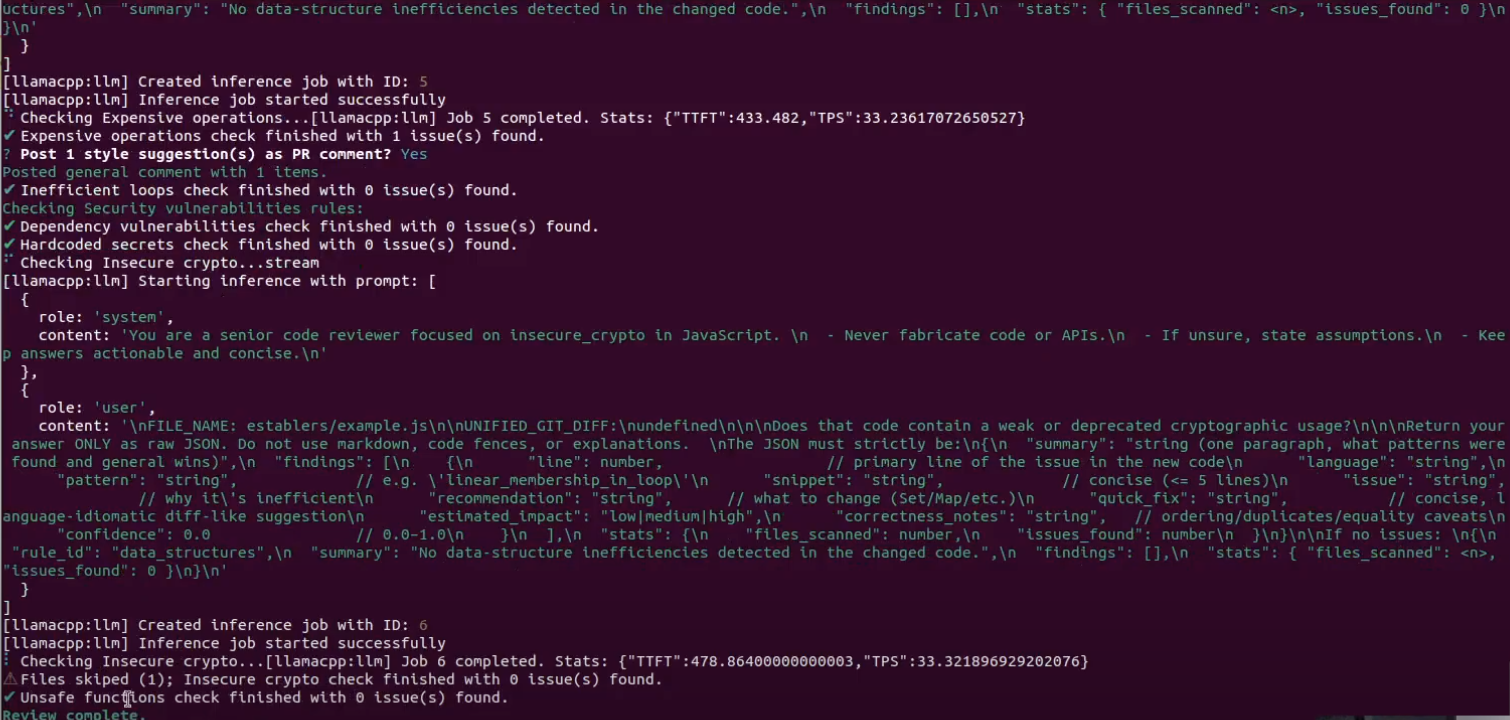 uctures",\n  "summary": "No data-structure inefficiencies detected in the changed code.",\n  "findings": [],\n  "stats": { "files_scanned": <n>, "issues_found": 0 }\n
}\n'
  }
]
[llamacpp:llm] Created inference job with ID: 5
[llamacpp:llm] Inference job started successfully
Checking Expensive operations...[llamacpp:llm] Job 5 completed. Stats: {"TTFT":433.482,"TPS":33.23617072650527}
✔ Expensive operations check finished with 1 issue(s) found.
? Post 1 style suggestion(s) as PR comment? Yes
Posted general comment with 1 items.
✔ Inefficient loops check finished with 0 issue(s) found.
Checking Security vulnerabilities rules:
✔ Dependency vulnerabilities check finished with 0 issue(s) found.
✔ Hardcoded secrets check finished with 0 issue(s) found.
Checking Insecure crypto...stream
[llamacpp:llm] Starting inference with prompt: [
  {
    role: 'system',
    content: 'You are a senior code reviewer focused on insecure_crypto in JavaScript. \n  - Never fabricate code or APIs.\n  - If unsure, state assumptions.\n  - Kee
p answers actionable and concise.\n'
  },
  {
    role: 'user',
    content: '\nFILE_NAME: establers/example.js\n\nUNIFIED_GIT_DIFF:\nundefined\n\n\nDoes that code contain a weak or deprecated cryptographic usage?\n\n\nReturn your
 answer ONLY as raw JSON. Do not use markdown, code fences, or explanations.  \nThe JSON must strictly be:\n{\n  "summary": "string (one paragraph, what patterns were
 found and general wins)",\n  "findings": [\n    {\n      "line": number,                  // primary line of the issue in the new code\n      "language": "string",\n
      "pattern": "string",             // e.g. \'linear_membership_in_loop\'\n      "snippet": "string",             // concise (<= 5 lines)\n      "issue": "string",
               // why it\'s inefficient\n      "recommendation": "string",      // what to change (Set/Map/etc.)\n      "quick_fix": "string",           // concise, l
anguage-idiomatic diff-like suggestion\n      "estimated_impact": "low|medium|high",\n      "correctness_notes": "string",   // ordering/duplicates/equality caveats\n
      "confidence": 0.0                // 0.0–1.0\n    }\n  ],\n  "stats": {\n    "files_scanned": number,\n    "issues_found": number\n  }\n}\n\nIf no issues: \n{\n
 "rule_id": "data_structures",\n  "summary": "No data-structure inefficiencies detected in the changed code.",\n  "findings": [],\n  "stats": { "files_scanned": <n>,
"issues_found": 0 }\n}\n'
  }
]
[llamacpp:llm] Created inference job with ID: 6
[llamacpp:llm] Inference job started successfully
Checking Insecure crypto...[llamacpp:llm] Job 6 completed. Stats: {"TTFT":478.86400000000003,"TPS":33.321896929202076}
⚠Files skiped (1); Insecure crypto check finished with 0 issue(s) found.
✔ Unsafe functions check finished with 0 issue(s) found.
Review complete.